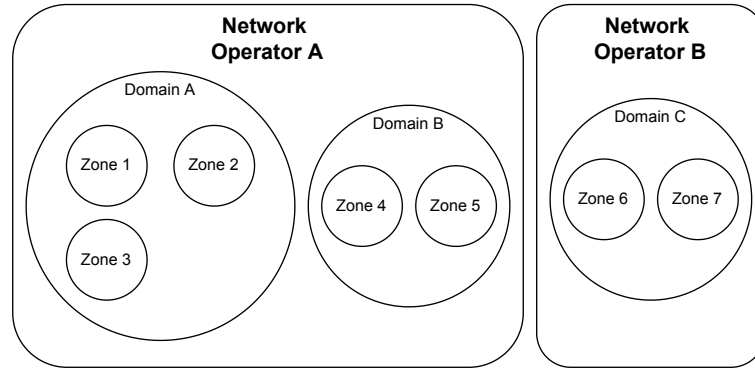 Network
Operator A
Domain A
Zone 1
Zone 2
Zone 3
Domain B
Zone 4
Zone 5
Network
Operator B
Domain C
Zone 6
Zone 7